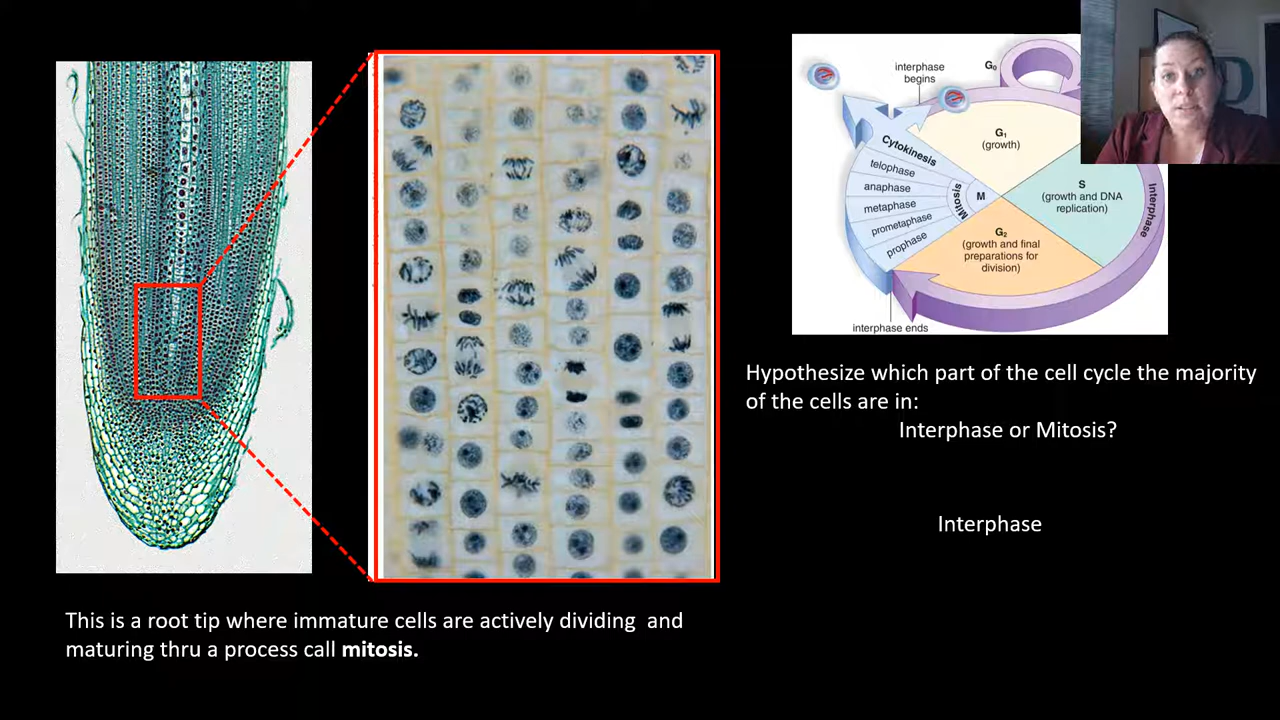 interphase
begins
G₀
G₁
(growth)
Cytokinesis
telophase
anaphase
metaphase
prometaphase
prophase
Mitosis
M
S
(growth and DNA
replication)
G₂
(growth and final
preparations for
division)
Interphase
interphase ends
Hypothesize which part of the cell cycle the majority
of the cells are in:
Interphase or Mitosis?
Interphase
This is a root tip where immature cells are actively dividing and
maturing thru a process call mitosis.